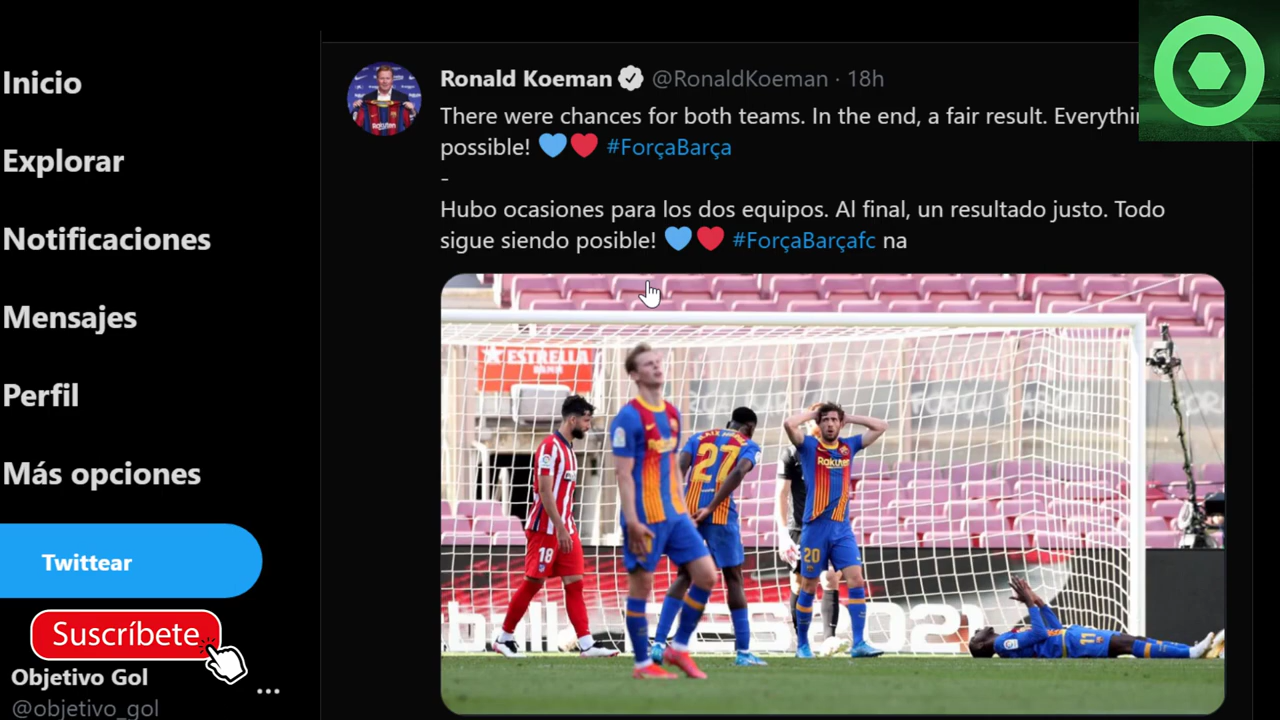 Inicio
Explorar
Notificaciones
Mensajes
Perfil
Más opciones
Twittear
Suscríbete
Objetivo Gol
@objetivo_gol
Ronald Koeman @RonaldKoeman · 18h
There were chances for both teams. In the end, a fair result. Everythin
possible! 💙❤️ #ForçaBarça
-
Hubo ocasiones para los dos equipos. Al final, un resultado justo. Todo
sigue siendo posible! 💙❤️ #ForçaBarçafc na
ESTRELLA
27
Rakuten
18
20
11